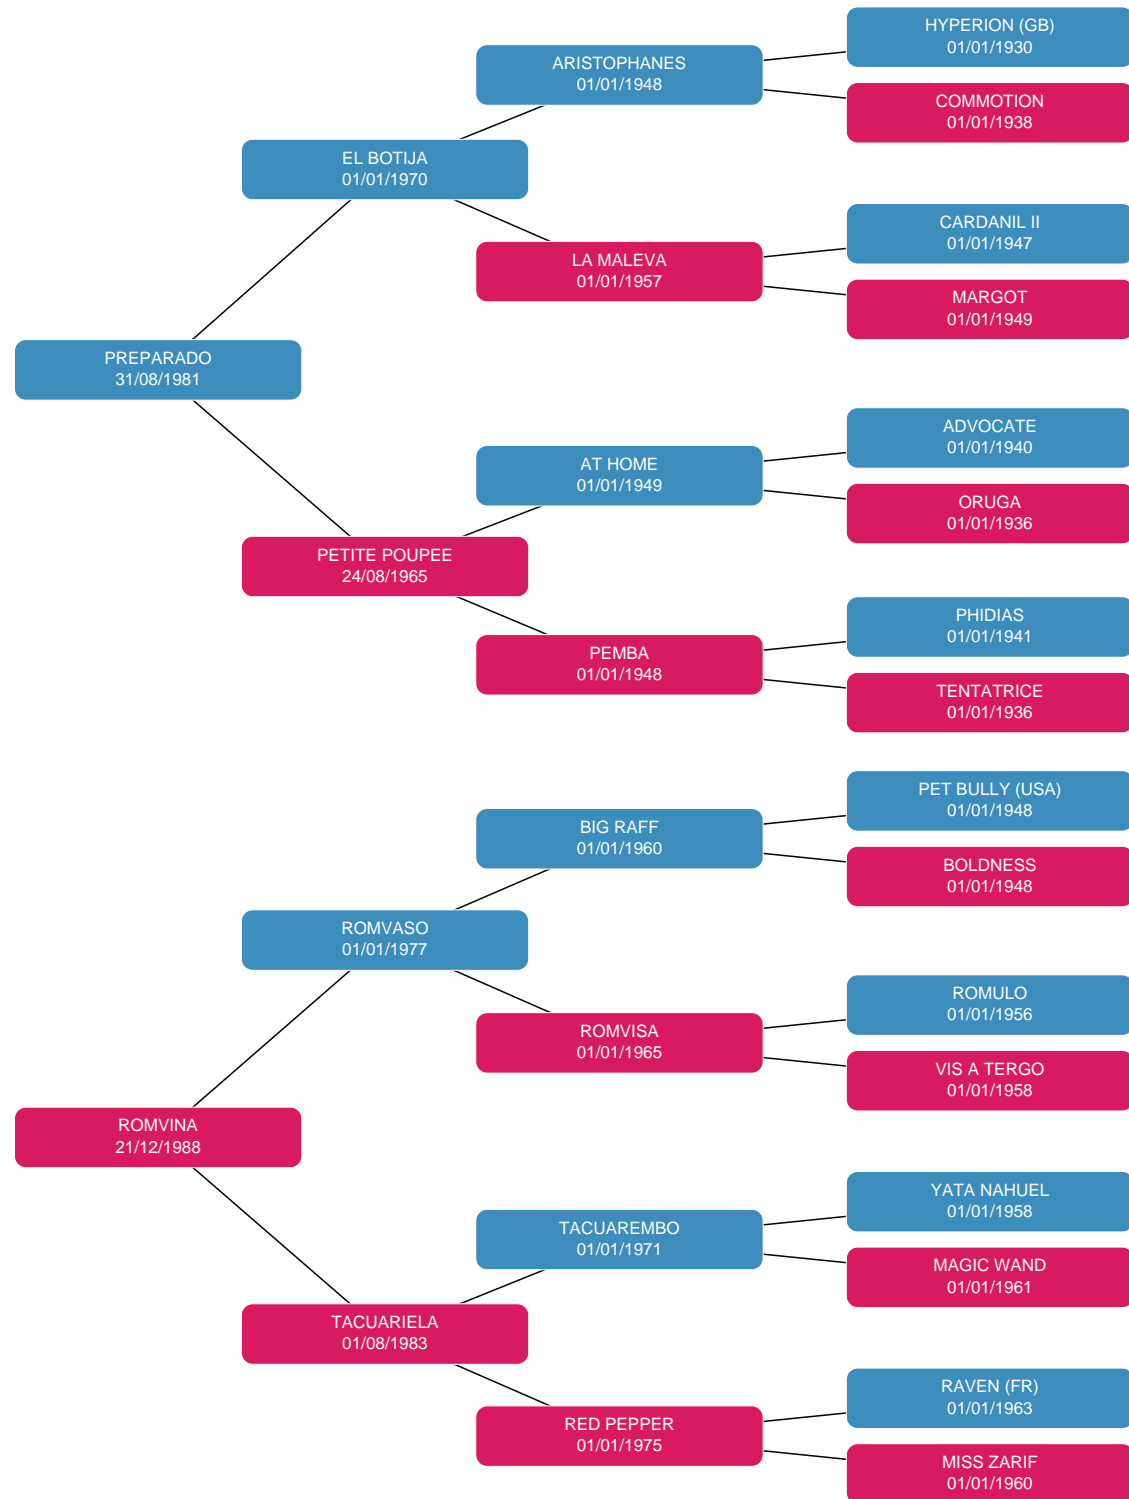 HYPERION (GB)
01/01/1930
ARISTOPHANES
01/01/1948
COMMOTION
01/01/1938
EL BOTIJA
01/01/1970
CARDANIL II
01/01/1947
LA MALEVA
01/01/1957
MARGOT
01/01/1949
PREPARADO
31/08/1981
ADVOCATE
01/01/1940
AT HOME
01/01/1949
ORUGA
01/01/1936
PETITE POUPEE
24/08/1965
PHIDIAS
01/01/1941
PEMBA
01/01/1948
TENTATRICE
01/01/1936
PET BULLY (USA)
01/01/1948
BIG RAFF
01/01/1960
BOLDNESS
01/01/1948
ROMVASO
01/01/1977
ROMULO
01/01/1956
ROMVISA
01/01/1965
VIS A TERGO
01/01/1958
ROMVINA
21/12/1988
YATA NAHUEL
01/01/1958
TACUAREMBO
01/01/1971
MAGIC WAND
01/01/1961
TACUARIELA
01/08/1983
RAVEN (FR)
01/01/1963
RED PEPPER
01/01/1975
MISS ZARIF
01/01/1960